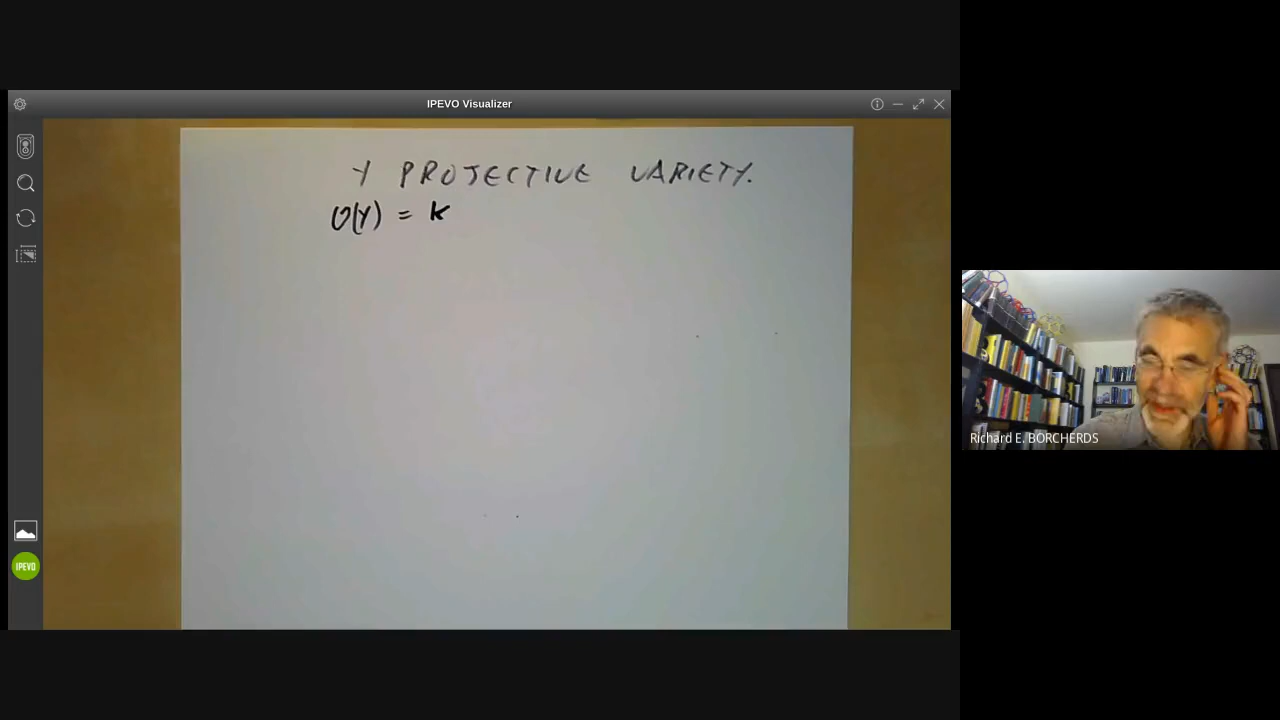 IPEVO Visualizer
Y PROJECTIVE VARIETY.
O(Y) = k
IPEVO
Richard E. BORCHERDS